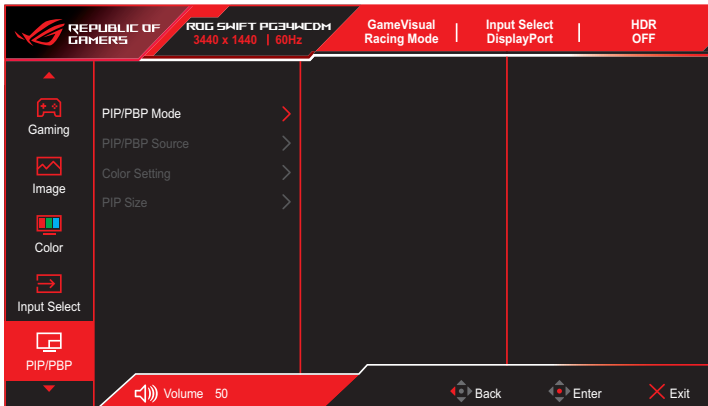 REPUBLIC OF
GAMERS
ROG SWIFT PG34WCDM
3440 x 1440 | 60Hz
GameVisual
Racing Mode
Input Select
DisplayPort
HDR
OFF
Gaming
Image
Color
Input Select
PIP/PBP
PIP/PBP Mode
PIP/PBP Source
Color Setting
PIP Size
Volume 50
Back
Enter
Exit